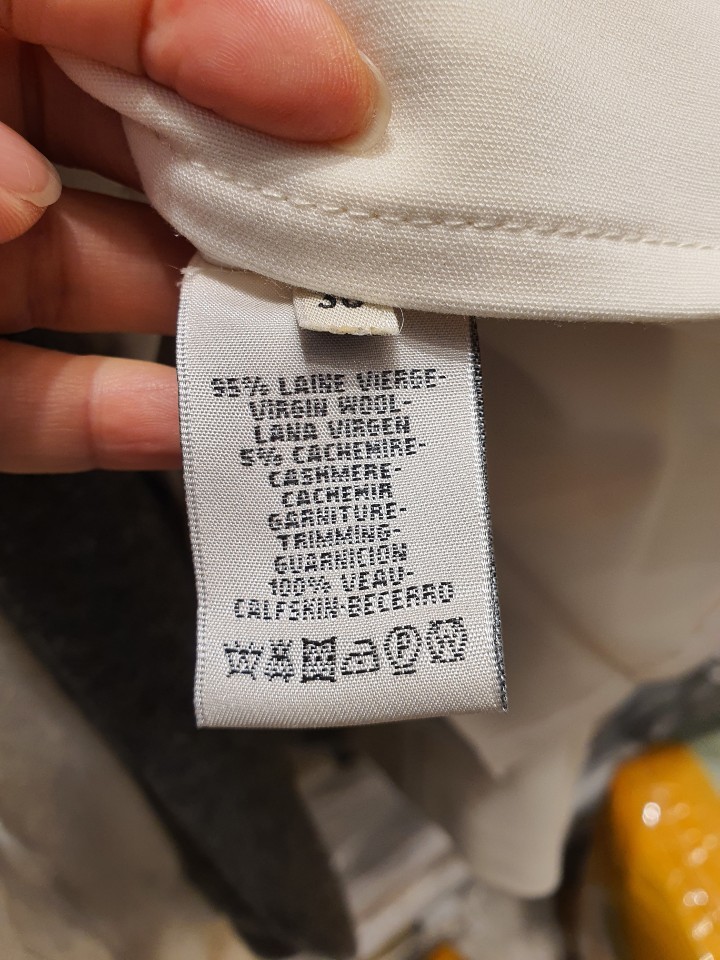 95% LAINE VIERGE-
VIRGIN WOOL-
LANA VIRGEN
5% CACHEMIRE-
CASHMERE-
CACHEMIR
GARNITURE-
TRIMMING-
GUARNICION
100% VEAU-
CALFSKIN-BECERRO
P